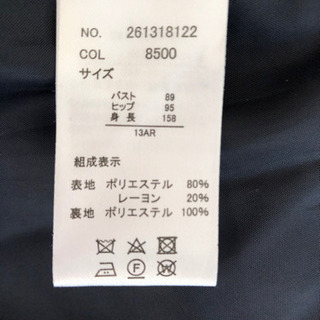 NO. 261318122
COL 8500
サイズ
バスト 89
ヒップ 95
身長 158
13AR
組成表示
表地 ポリエステル 80%
レーヨン 20%
裏地 ポリエステル 100%